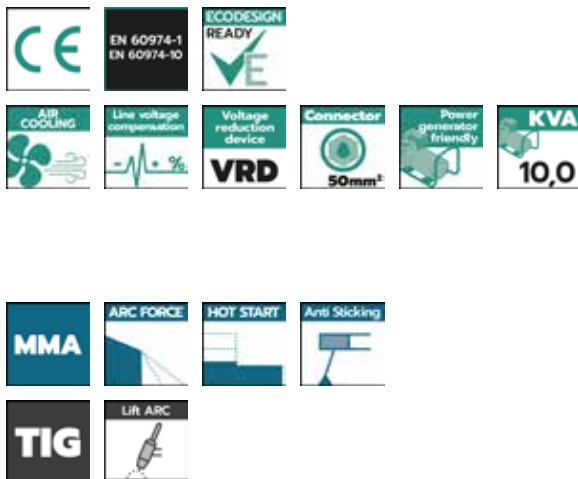 CE
EN 60974-1
EN 60974-10
ECODESIGN
READY
E
AIR
COOLING
Line voltage
compensation
- + %
Voltage
reduction
device
VRD
Connector
50mm²
Power
generator
friendly
KVA
10,0
MMA
ARC FORCE
HOT START
Anti Sticking
TIG
Lift ARC